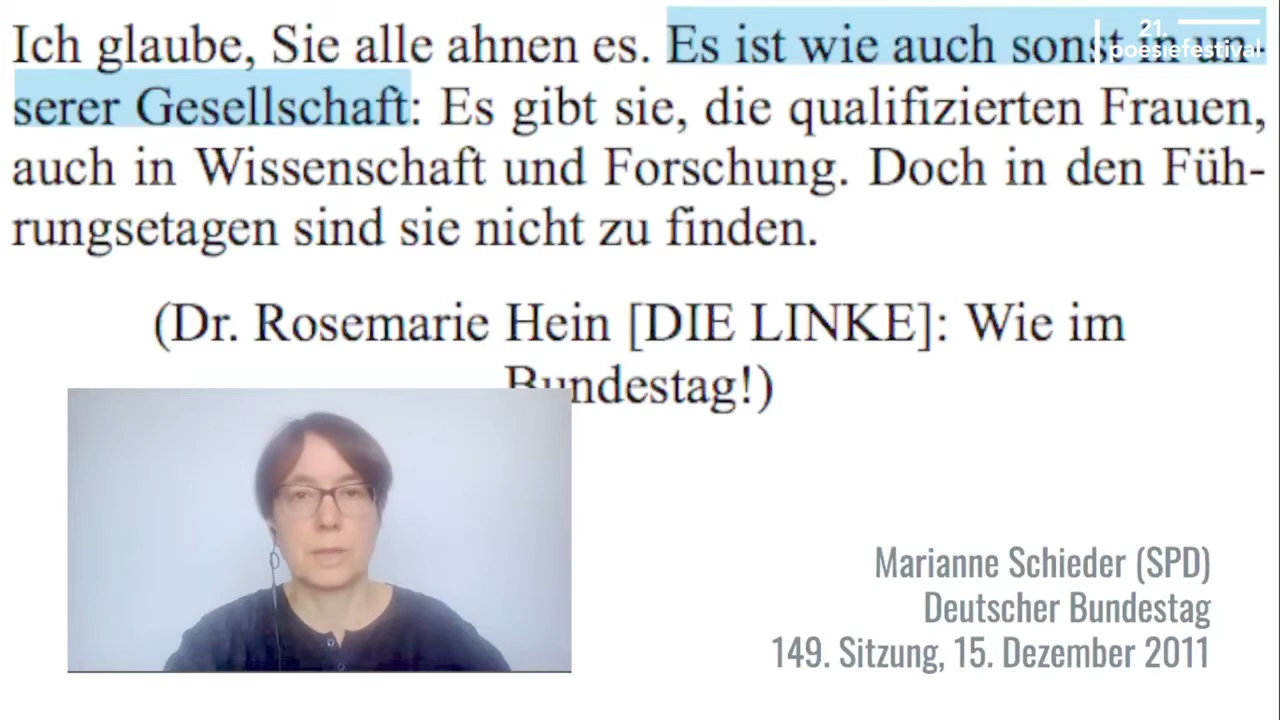 Ich glaube, Sie alle ahnen es. Es ist wie auch sonst in un-
serer Gesellschaft: Es gibt sie, die qualifizierten Frauen,
auch in Wissenschaft und Forschung. Doch in den Füh-
rungsetagen sind sie nicht zu finden.
(Dr. Rosemarie Hein [DIE LINKE]: Wie im
Bundestag!)
21.
poesiefestival
Marianne Schieder (SPD)
Deutscher Bundestag
149. Sitzung, 15. Dezember 2011